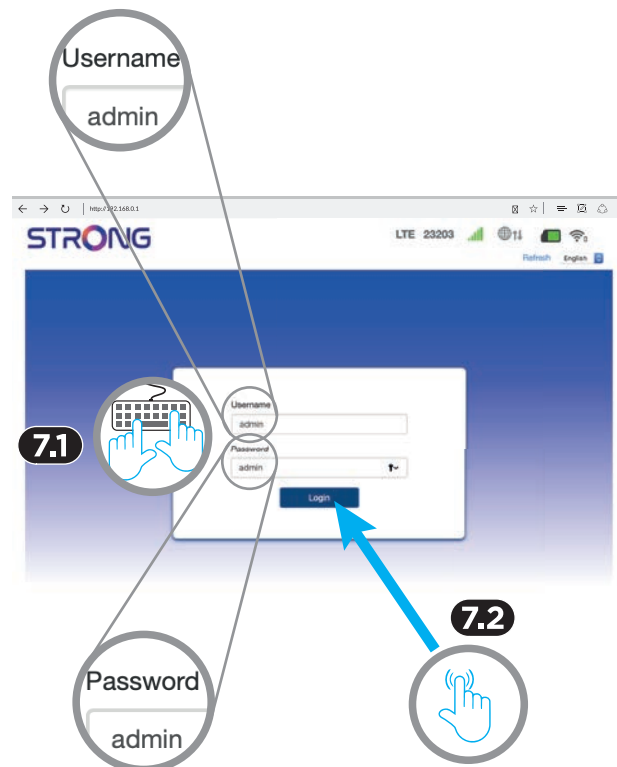 Username
admin
http://192.168.0.1
STRONG
LTE 23203
Refresh English
Username
admin
7.1
Password
admin
Login
7.2
Password
admin